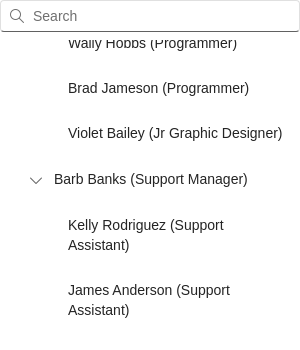 Search
Wally Hobbs (Programmer)
Brad Jameson (Programmer)
Violet Bailey (Jr Graphic Designer)
Barb Banks (Support Manager)
Kelly Rodriguez (Support
Assistant)
James Anderson (Support
Assistant)